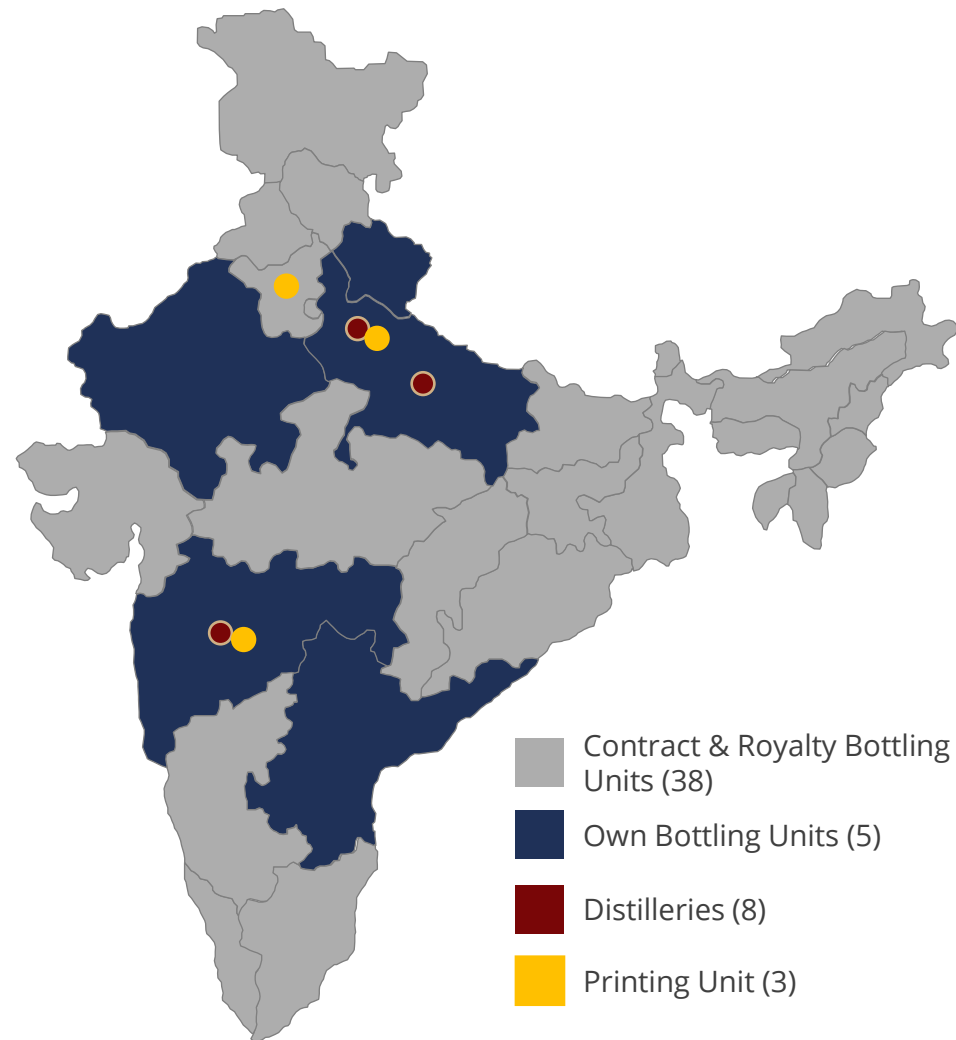 Contract & Royalty Bottling
Units (38)
Own Bottling Units (5)
Distilleries (8)
Printing Unit (3)